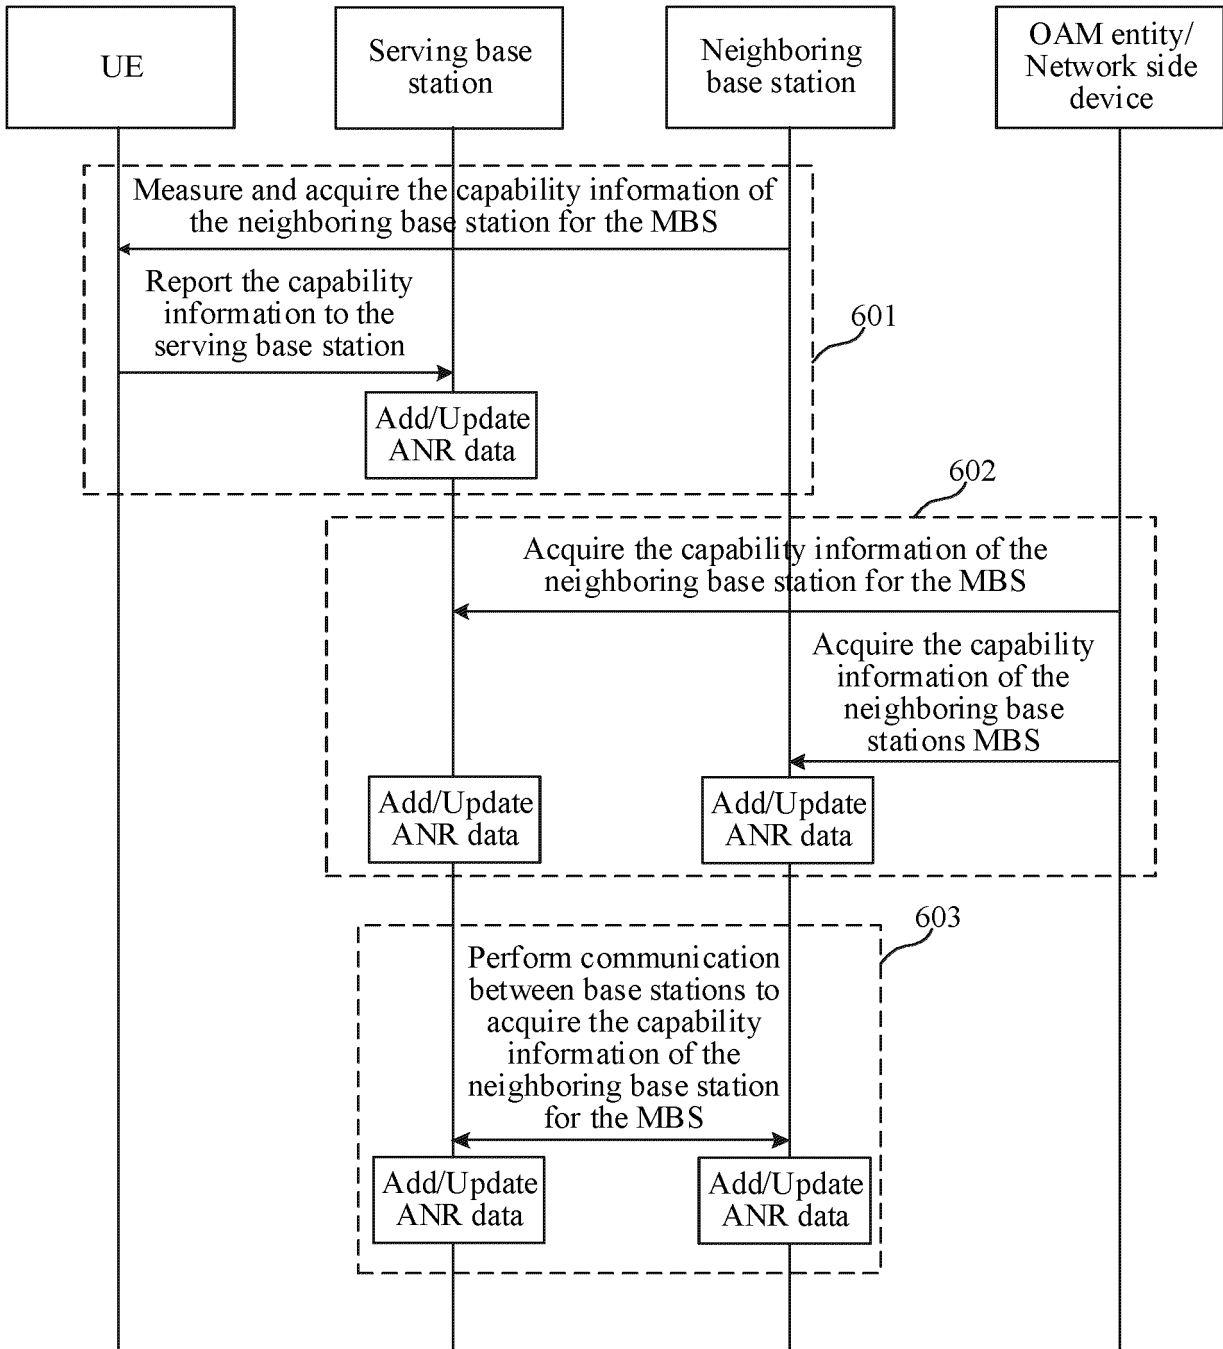 UE
Serving base
station
Neighboring
base station
OAM entity/
Network side
device
Measure and acquire the capability information of
the neighboring base station for the MBS
Report the capability
information to the
serving base station
601
Add/Update
ANR data
602
Acquire the capability information of the
neighboring base station for the MBS
Acquire the capability
information of the
neighboring base
stations MBS
Add/Update
ANR data
Add/Update
ANR data
603
Perform communication
between base stations to
acquire the capability
information of the
neighboring base station
for the MBS
Add/Update
ANR data
Add/Update
ANR data